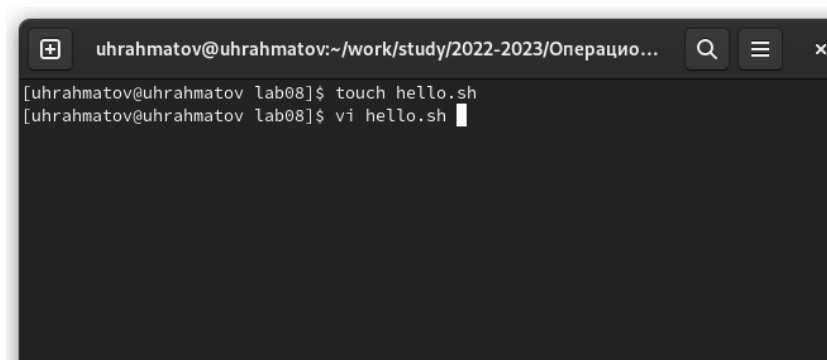 uhrahmatov@uhrahmatov:~/work/study/2022-2023/Операцио...
[uhrahmatov@uhrahmatov lab08]$ touch hello.sh
[uhrahmatov@uhrahmatov lab08]$ vi hello.sh